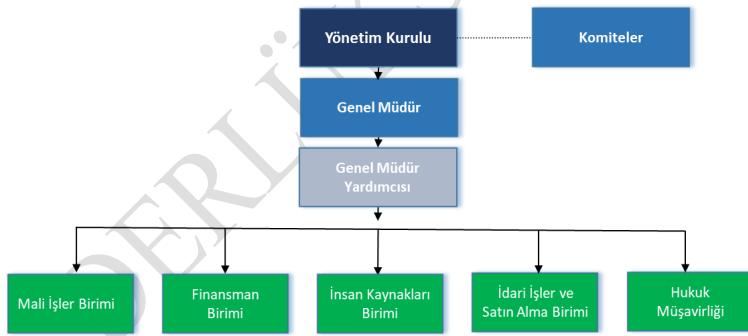 Yönetim Kurulu
Komiteler
Genel Müdür
Genel Müdür
Yardımcısı
Mali İşler Birimi
Finansman
Birimi
İnsan Kaynakları
Birimi
İdari İşler ve
Satın Alma Birimi
Hukuk
Müşavirliği